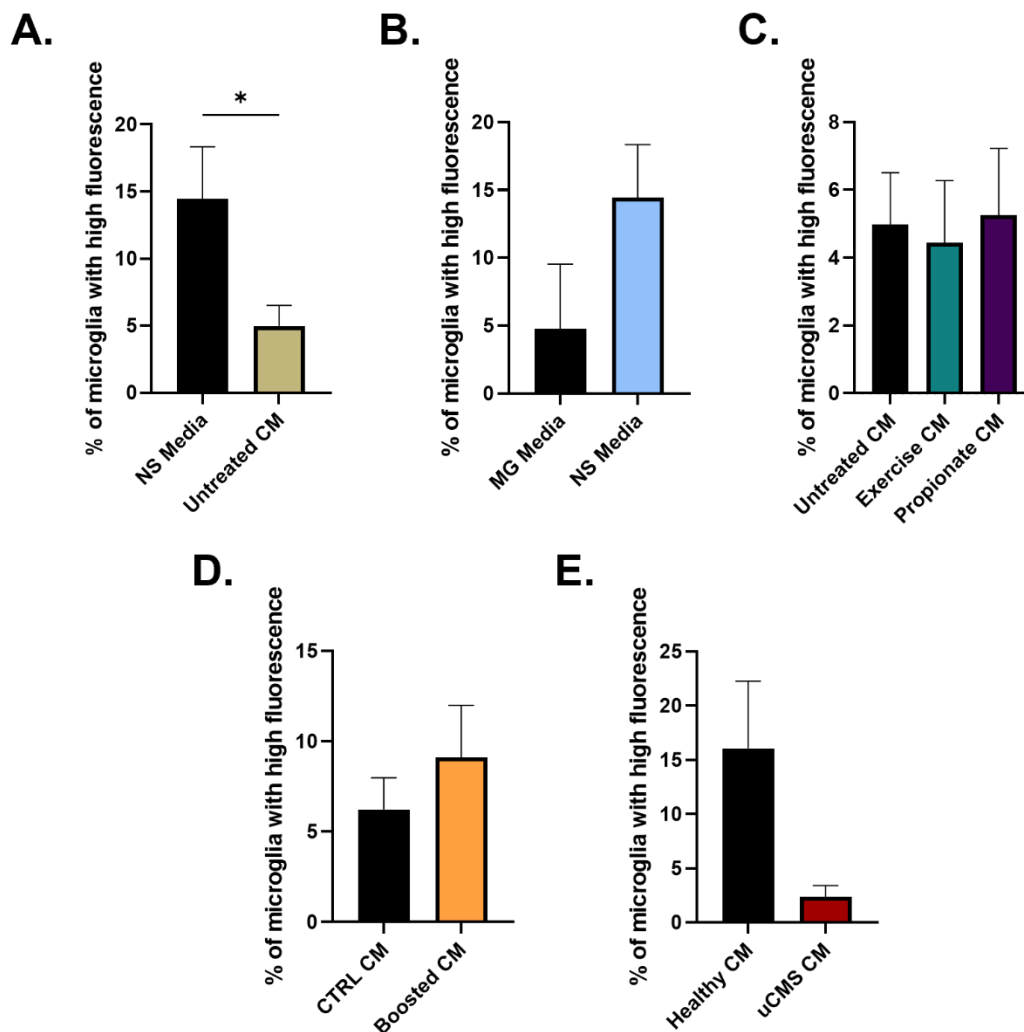 A.
% of microglia with high fluorescence
20
15
10
5
0
*
NS Media
Untreated CM
B.
% of microglia with high fluorescence
20
15
10
5
0
MG Media
NS Media
C.
% of microglia with high fluorescence
8
6
4
2
0
Untreated CM
Exercise CM
Propionate CM
D.
% of microglia with high fluorescence
15
10
5
0
CTRL CM
Boosted CM
E.
% of microglia with high fluorescence
25
20
15
10
5
0
Healthy CM
uCMS CM